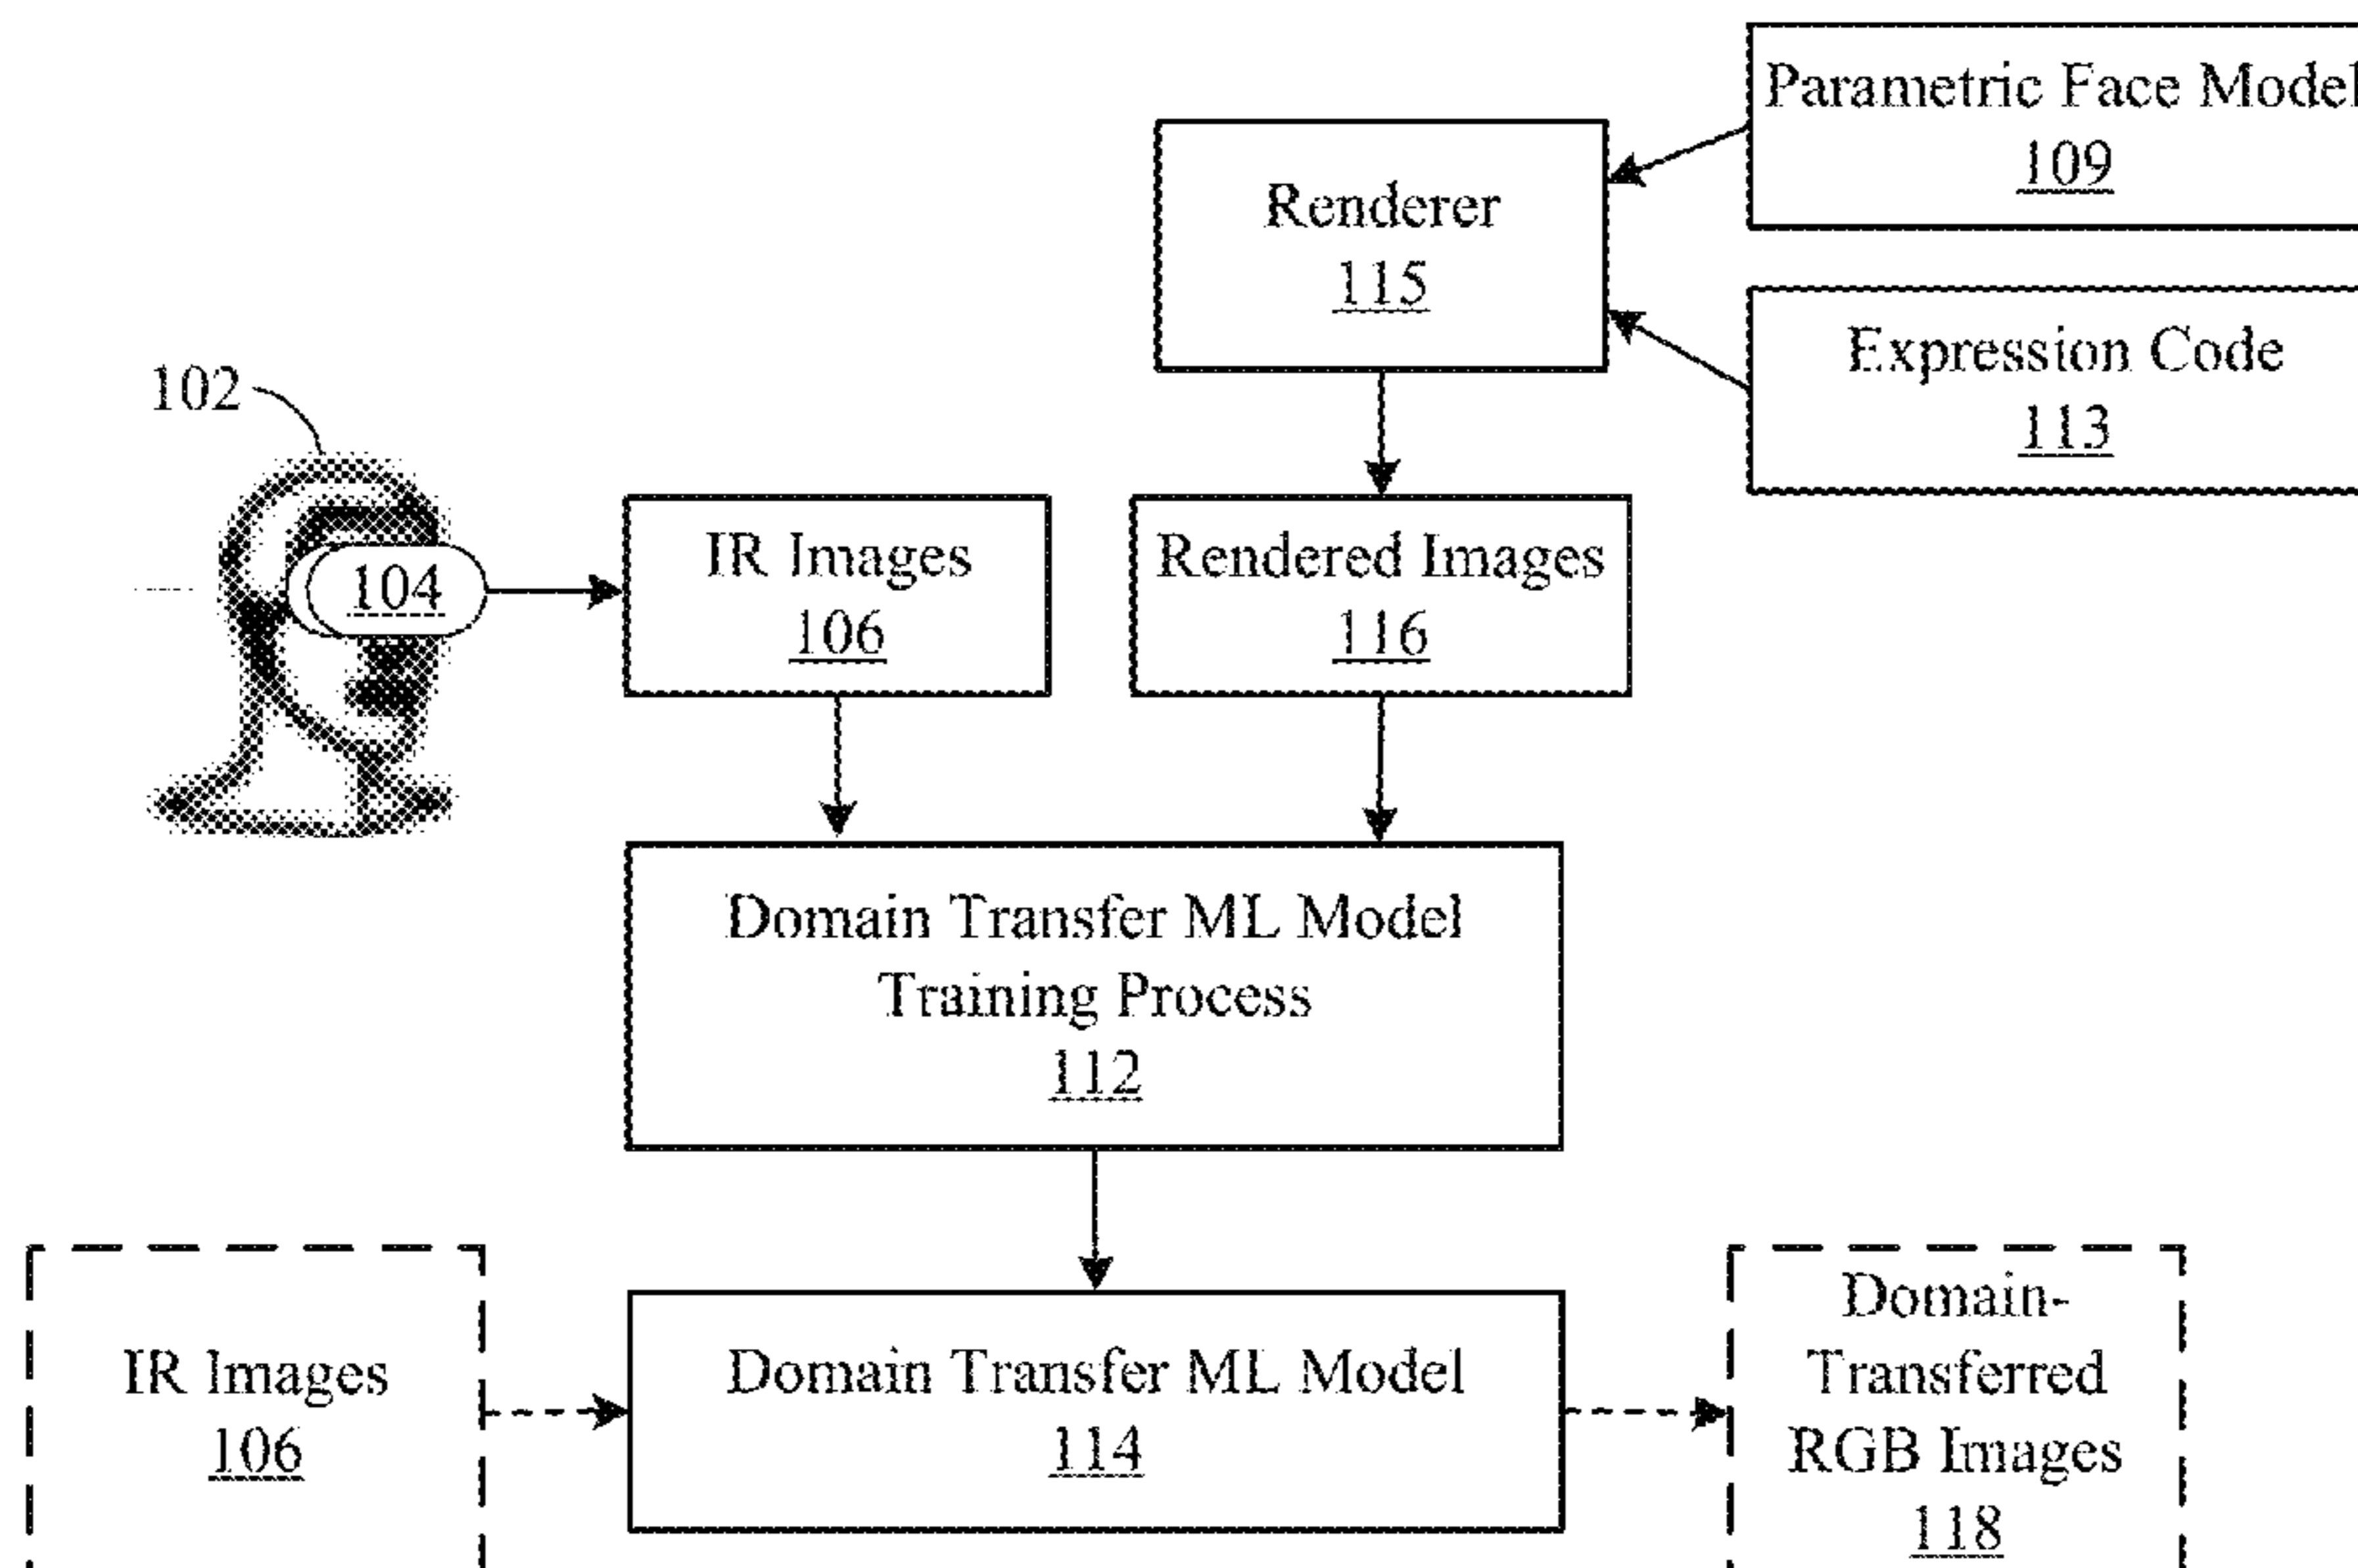 Parametric Face Model
109
Renderer
115
Expression Code
113
102
104
IR Images
106
Rendered Images
116
Domain Transfer ML Model
Training Process
112
IR Images
106
Domain Transfer ML Model
114
Domain-
Transferred
RGB Images
118